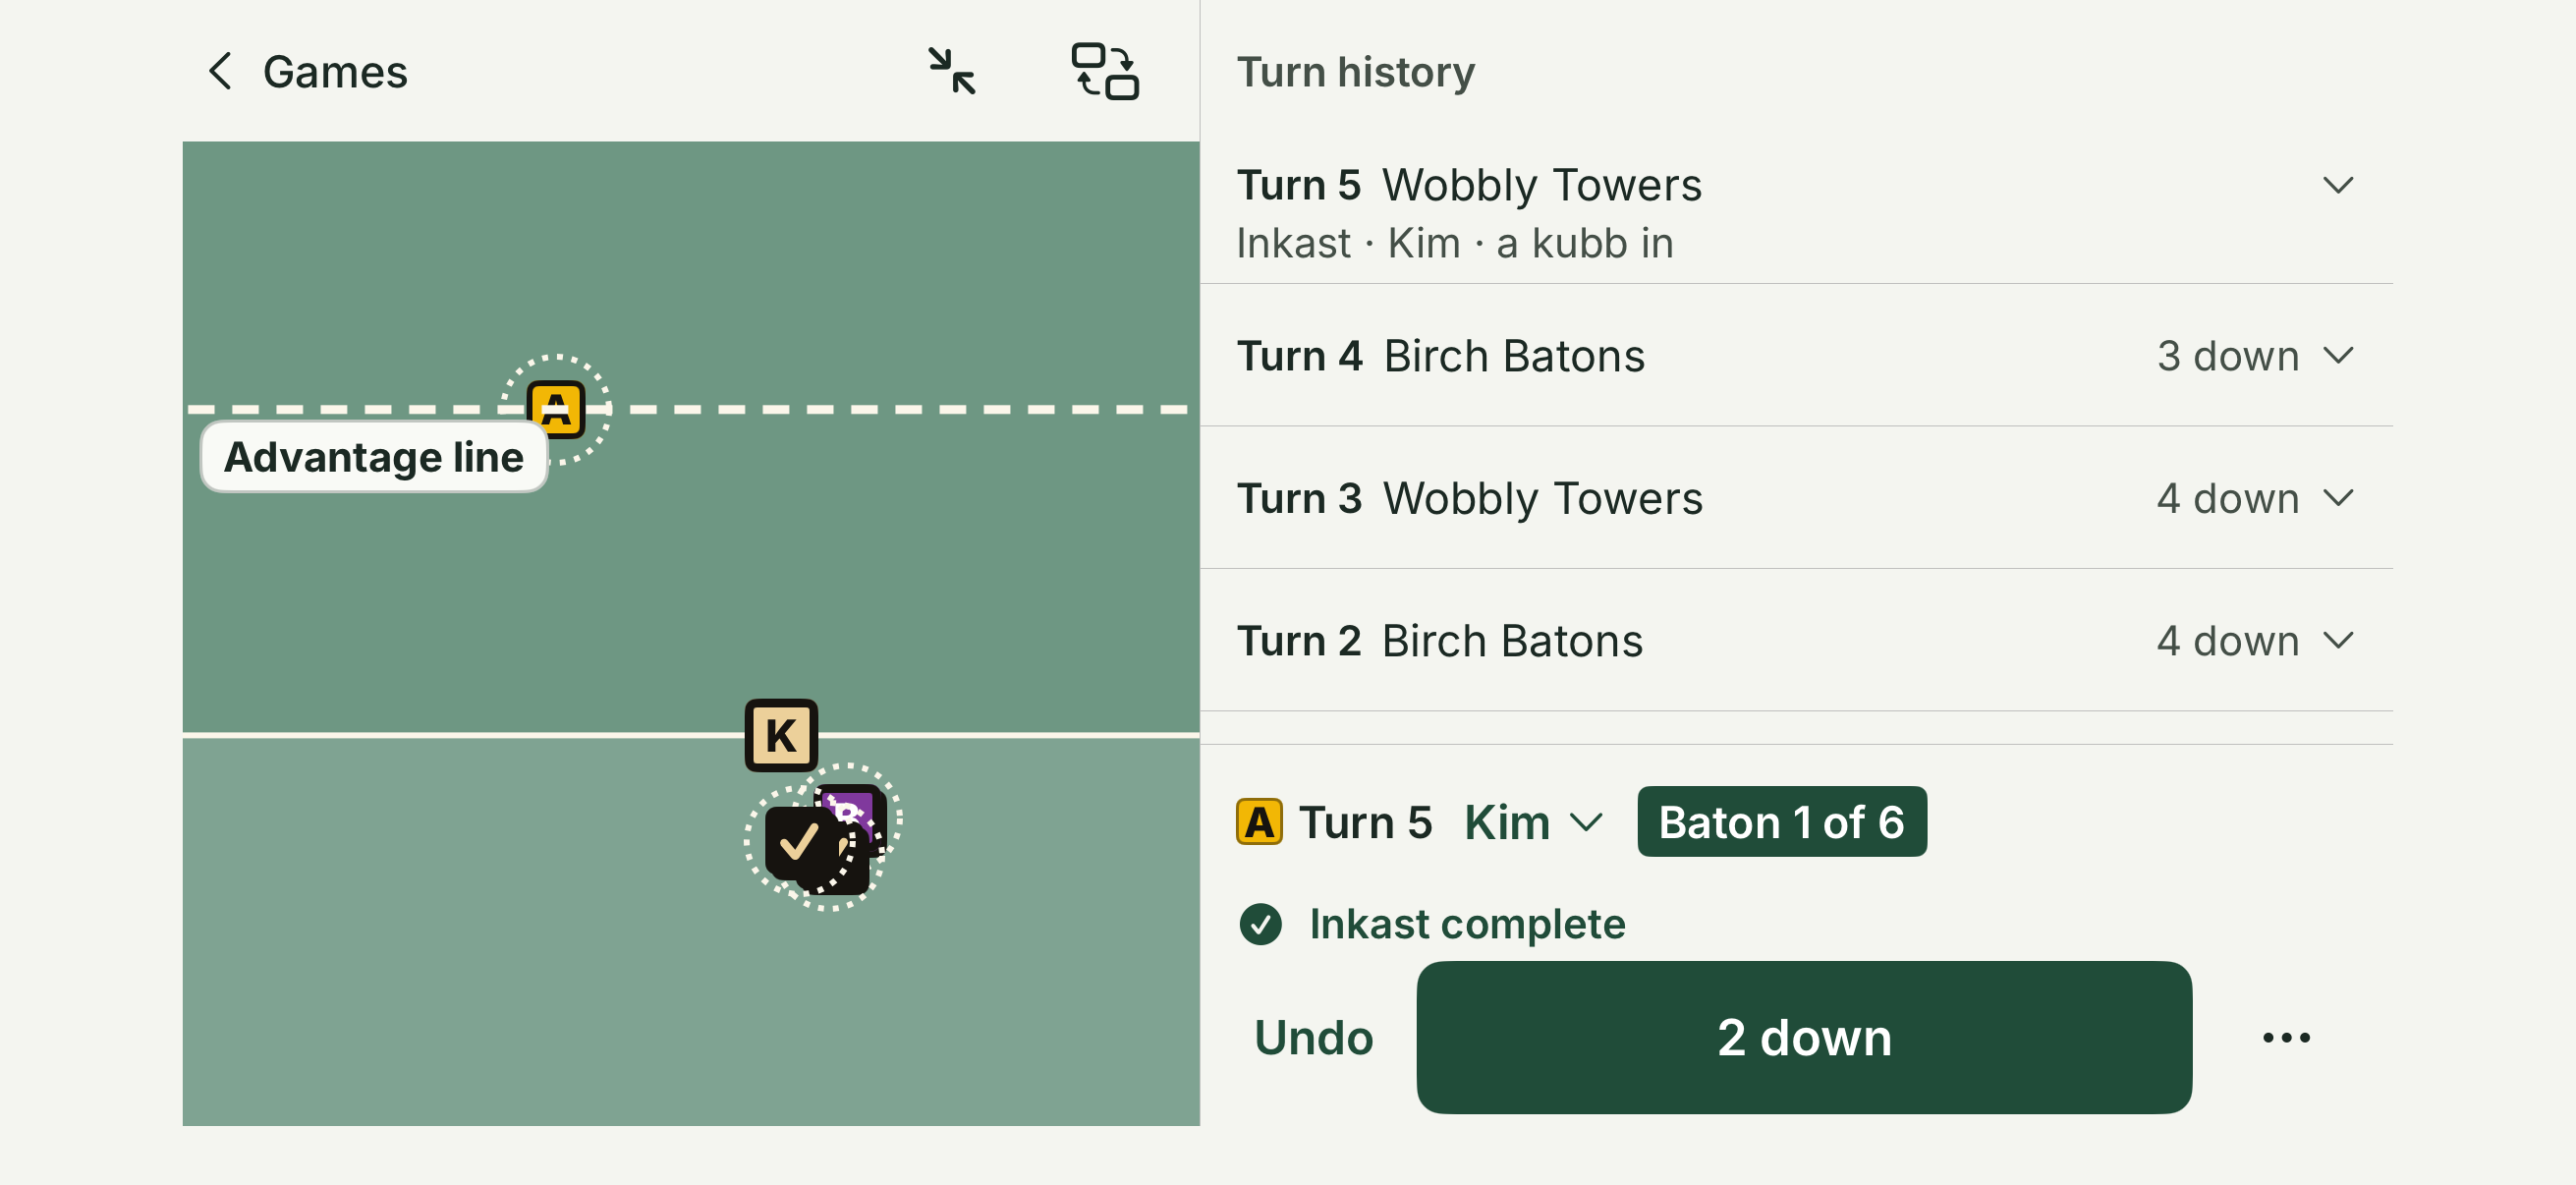 Games
A
Advantage line
K
Turn history
Turn 5 Wobbly Towers
Inkast · Kim · a kubb in
Turn 4 Birch Batons 3 down
Turn 3 Wobbly Towers 4 down
Turn 2 Birch Batons 4 down
A Turn 5 Kim Baton 1 of 6
Inkast complete
Undo 2 down